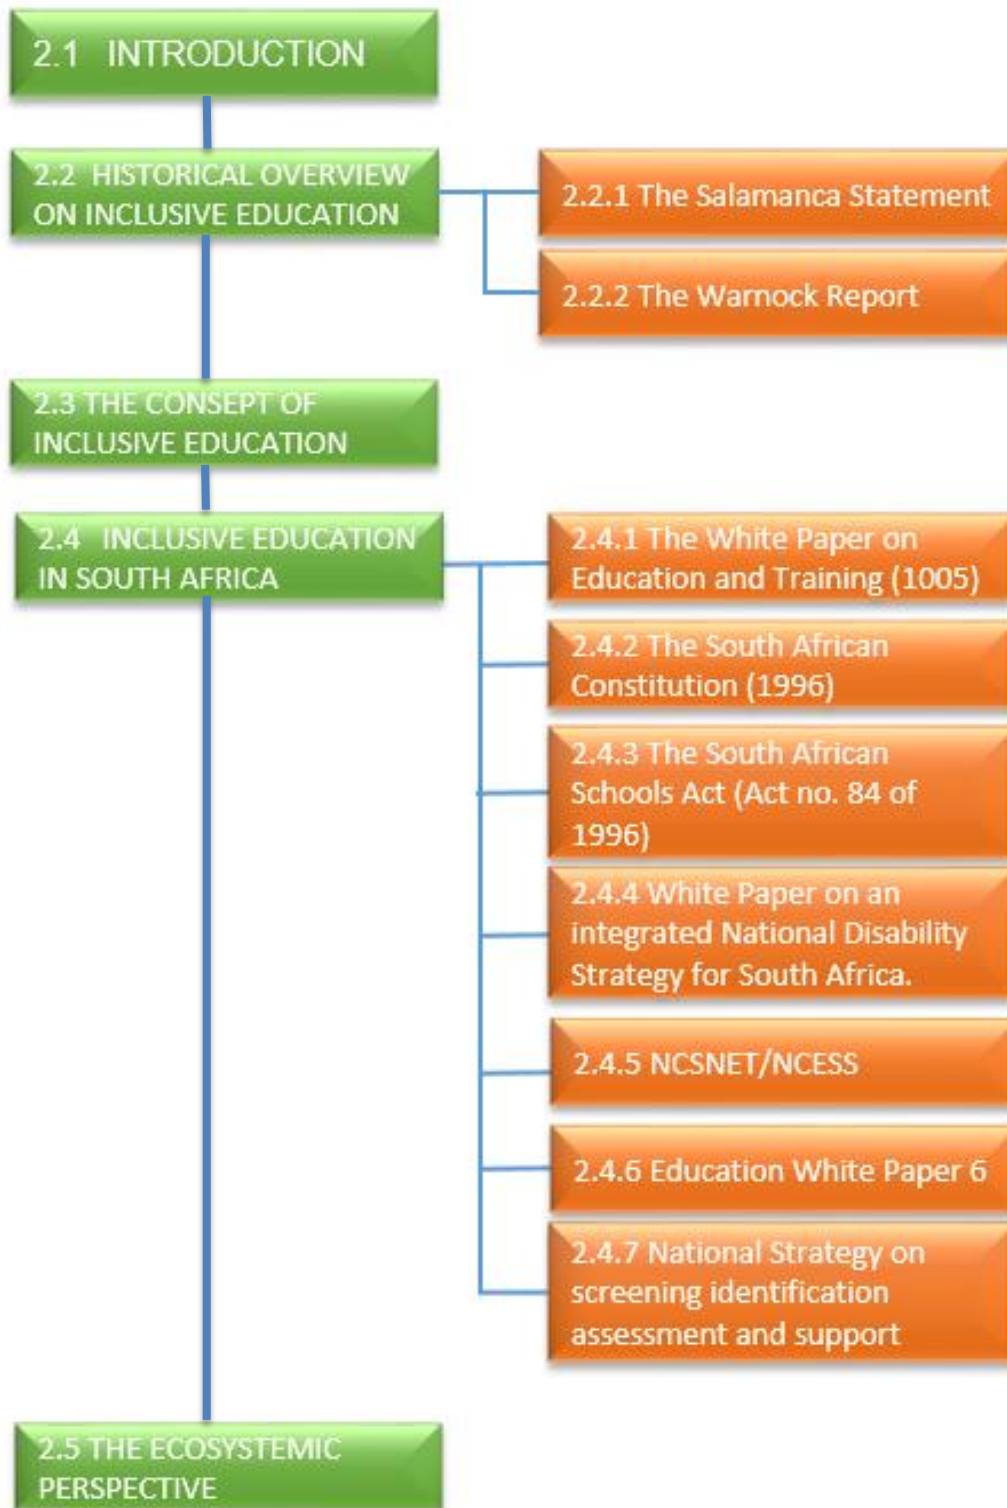 2.1 INTRODUCTION
2.2 HISTORICAL OVERVIEW
ON INCLUSIVE EDUCATION
2.2.1 The Salamanca Statement
2.2.2 The Warnock Report
2.3 THE CONSEPT OF
INCLUSIVE EDUCATION
2.4 INCLUSIVE EDUCATION
IN SOUTH AFRICA
2.4.1 The White Paper on
Education and Training (1005)
2.4.2 The South African
Constitution (1996)
2.4.3 The South African
Schools Act (Act no. 84 of
1996)
2.4.4 White Paper on an
integrated National Disability
Strategy for South Africa.
2.4.5 NCSNET/NCESS
2.4.6 Education White Paper 6
2.4.7 National Strategy on
screening identification
assessment and support
2.5 THE ECOSYSTEMIC
PERSPECTIVE